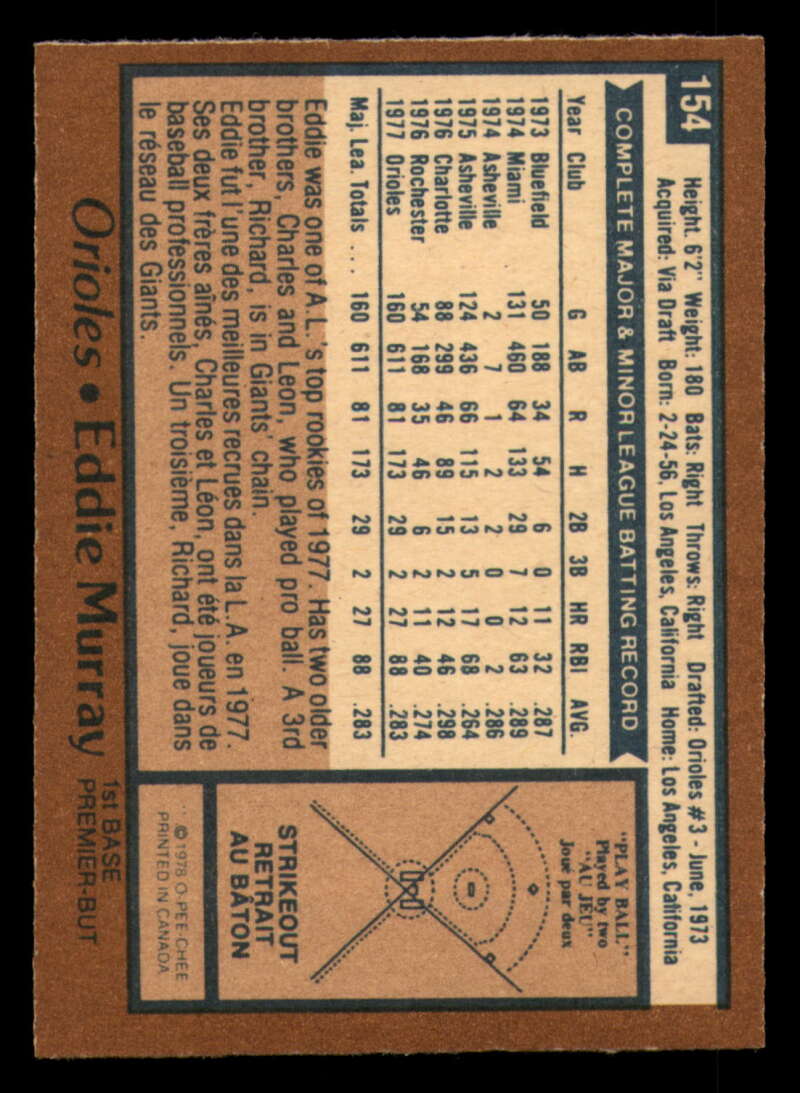 154
Height. 6'2" Weight: 180 Bats: Right Throws: Right Drafted: Orioles #3 - June, 1973
Acquired: Via Draft Born: 2-24-56, Los Angeles, California Home: Los Angeles, California
COMPLETE MAJOR & MINOR LEAGUE BATTING RECORD
Year Club G AB R H 2B 3B HR RBI AVG.
1973 Bluefield 50 188 34 54 6 0 11 32 .287
1974 Miami 131 460 64 133 29 7 12 63 .289
1974 Asheville 2 7 1 2 2 0 0 2 .286
1975 Asheville 124 436 66 115 13 5 17 68 .264
1976 Charlotte 88 299 46 89 15 2 12 46 .298
1976 Rochester 54 168 35 46 6 2 11 40 .274
1977 Orioles 160 611 81 173 29 2 27 88 .283
Maj. Lea. Totals ... 160 611 81 173 29 2 27 88 .283
Eddie was one of A.L.'s top rookies of 1977. Has two older
brothers, Charles and Leon, who played pro ball. A 3rd
brother, Richard, is in Giants' chain.
Eddie fut l'une des meilleures recrues dans la L.A. en 1977.
Ses deux frères aînés, Charles et Léon, ont été joueurs de
baseball professionnels. Un troisième, Richard, joue dans
le réseau des Giants.
"PLAY BALL"
Played by two
"AU JEU"
Joué par deux
STRIKEOUT
RETRAIT
AU BÂTON
©1978 O-PEE-CHEE
PRINTED IN CANADA
Orioles • Eddie Murray
1st BASE
PREMIER-BUT